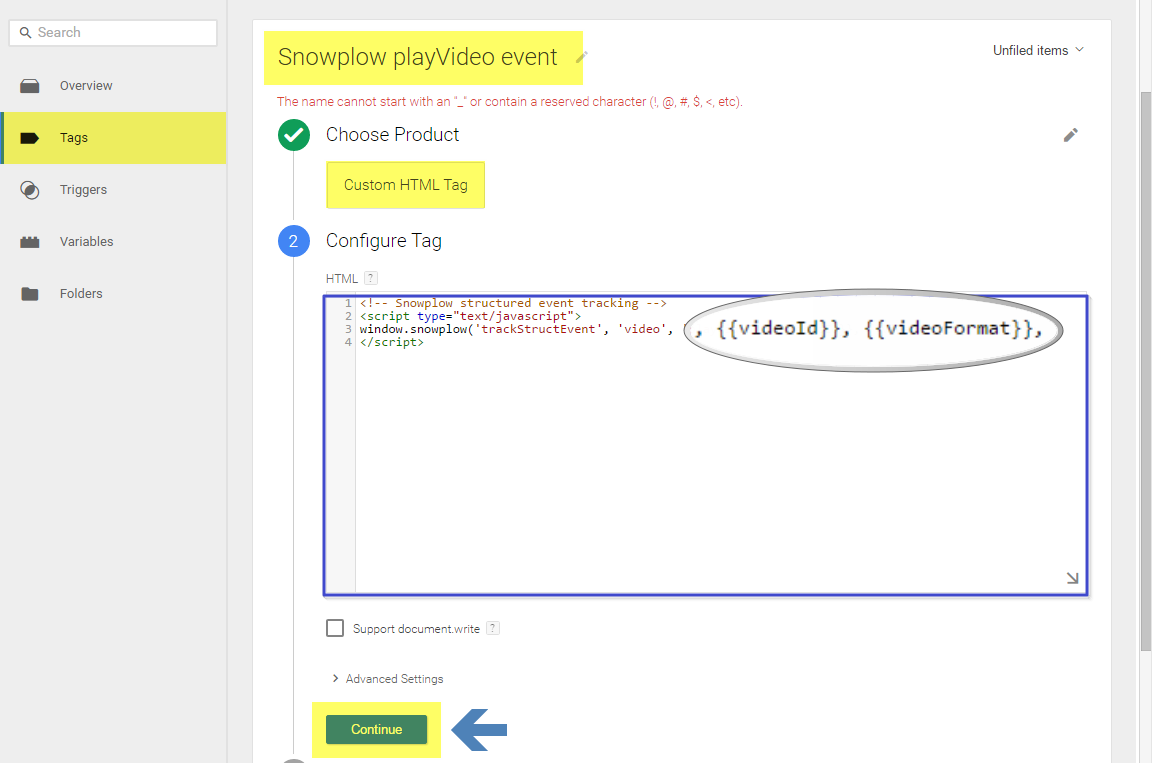 Search
Overview
Tags
Triggers
Variables
Folders
Snowplow playVideo event
Unfiled items
The name cannot start with an "_" or contain a reserved character (!, @, #, $, <, etc).
Choose Product
Custom HTML Tag
2 Configure Tag
HTML ?
1 <!-- Snowplow structured event tracking -->
2 <script type="text/javascript">
3 window.snowplow('trackStructEvent', 'video', , {{videoId}}, {{videoFormat}},
4 </script>
Support document.write ?
Advanced Settings
Continue